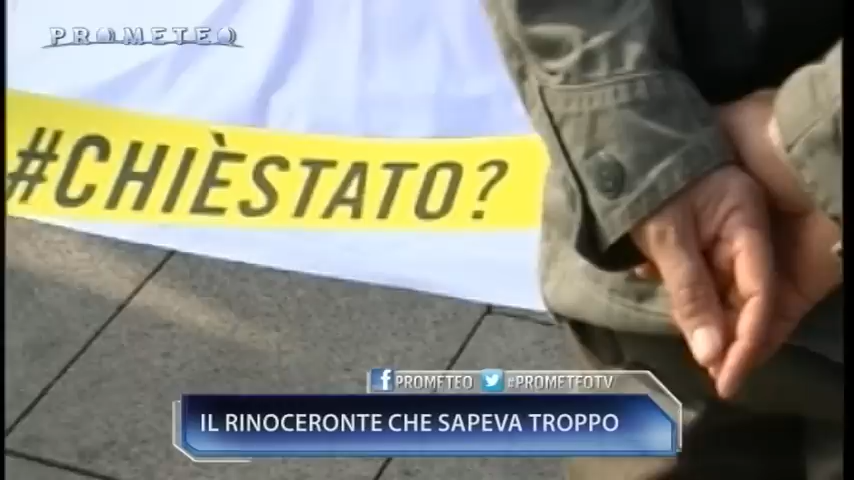 PROMETEO
#CHIÈSTATO?
PROMETEO #PROMETEOTV
IL RINOCERONTE CHE SAPEVA TROPPO